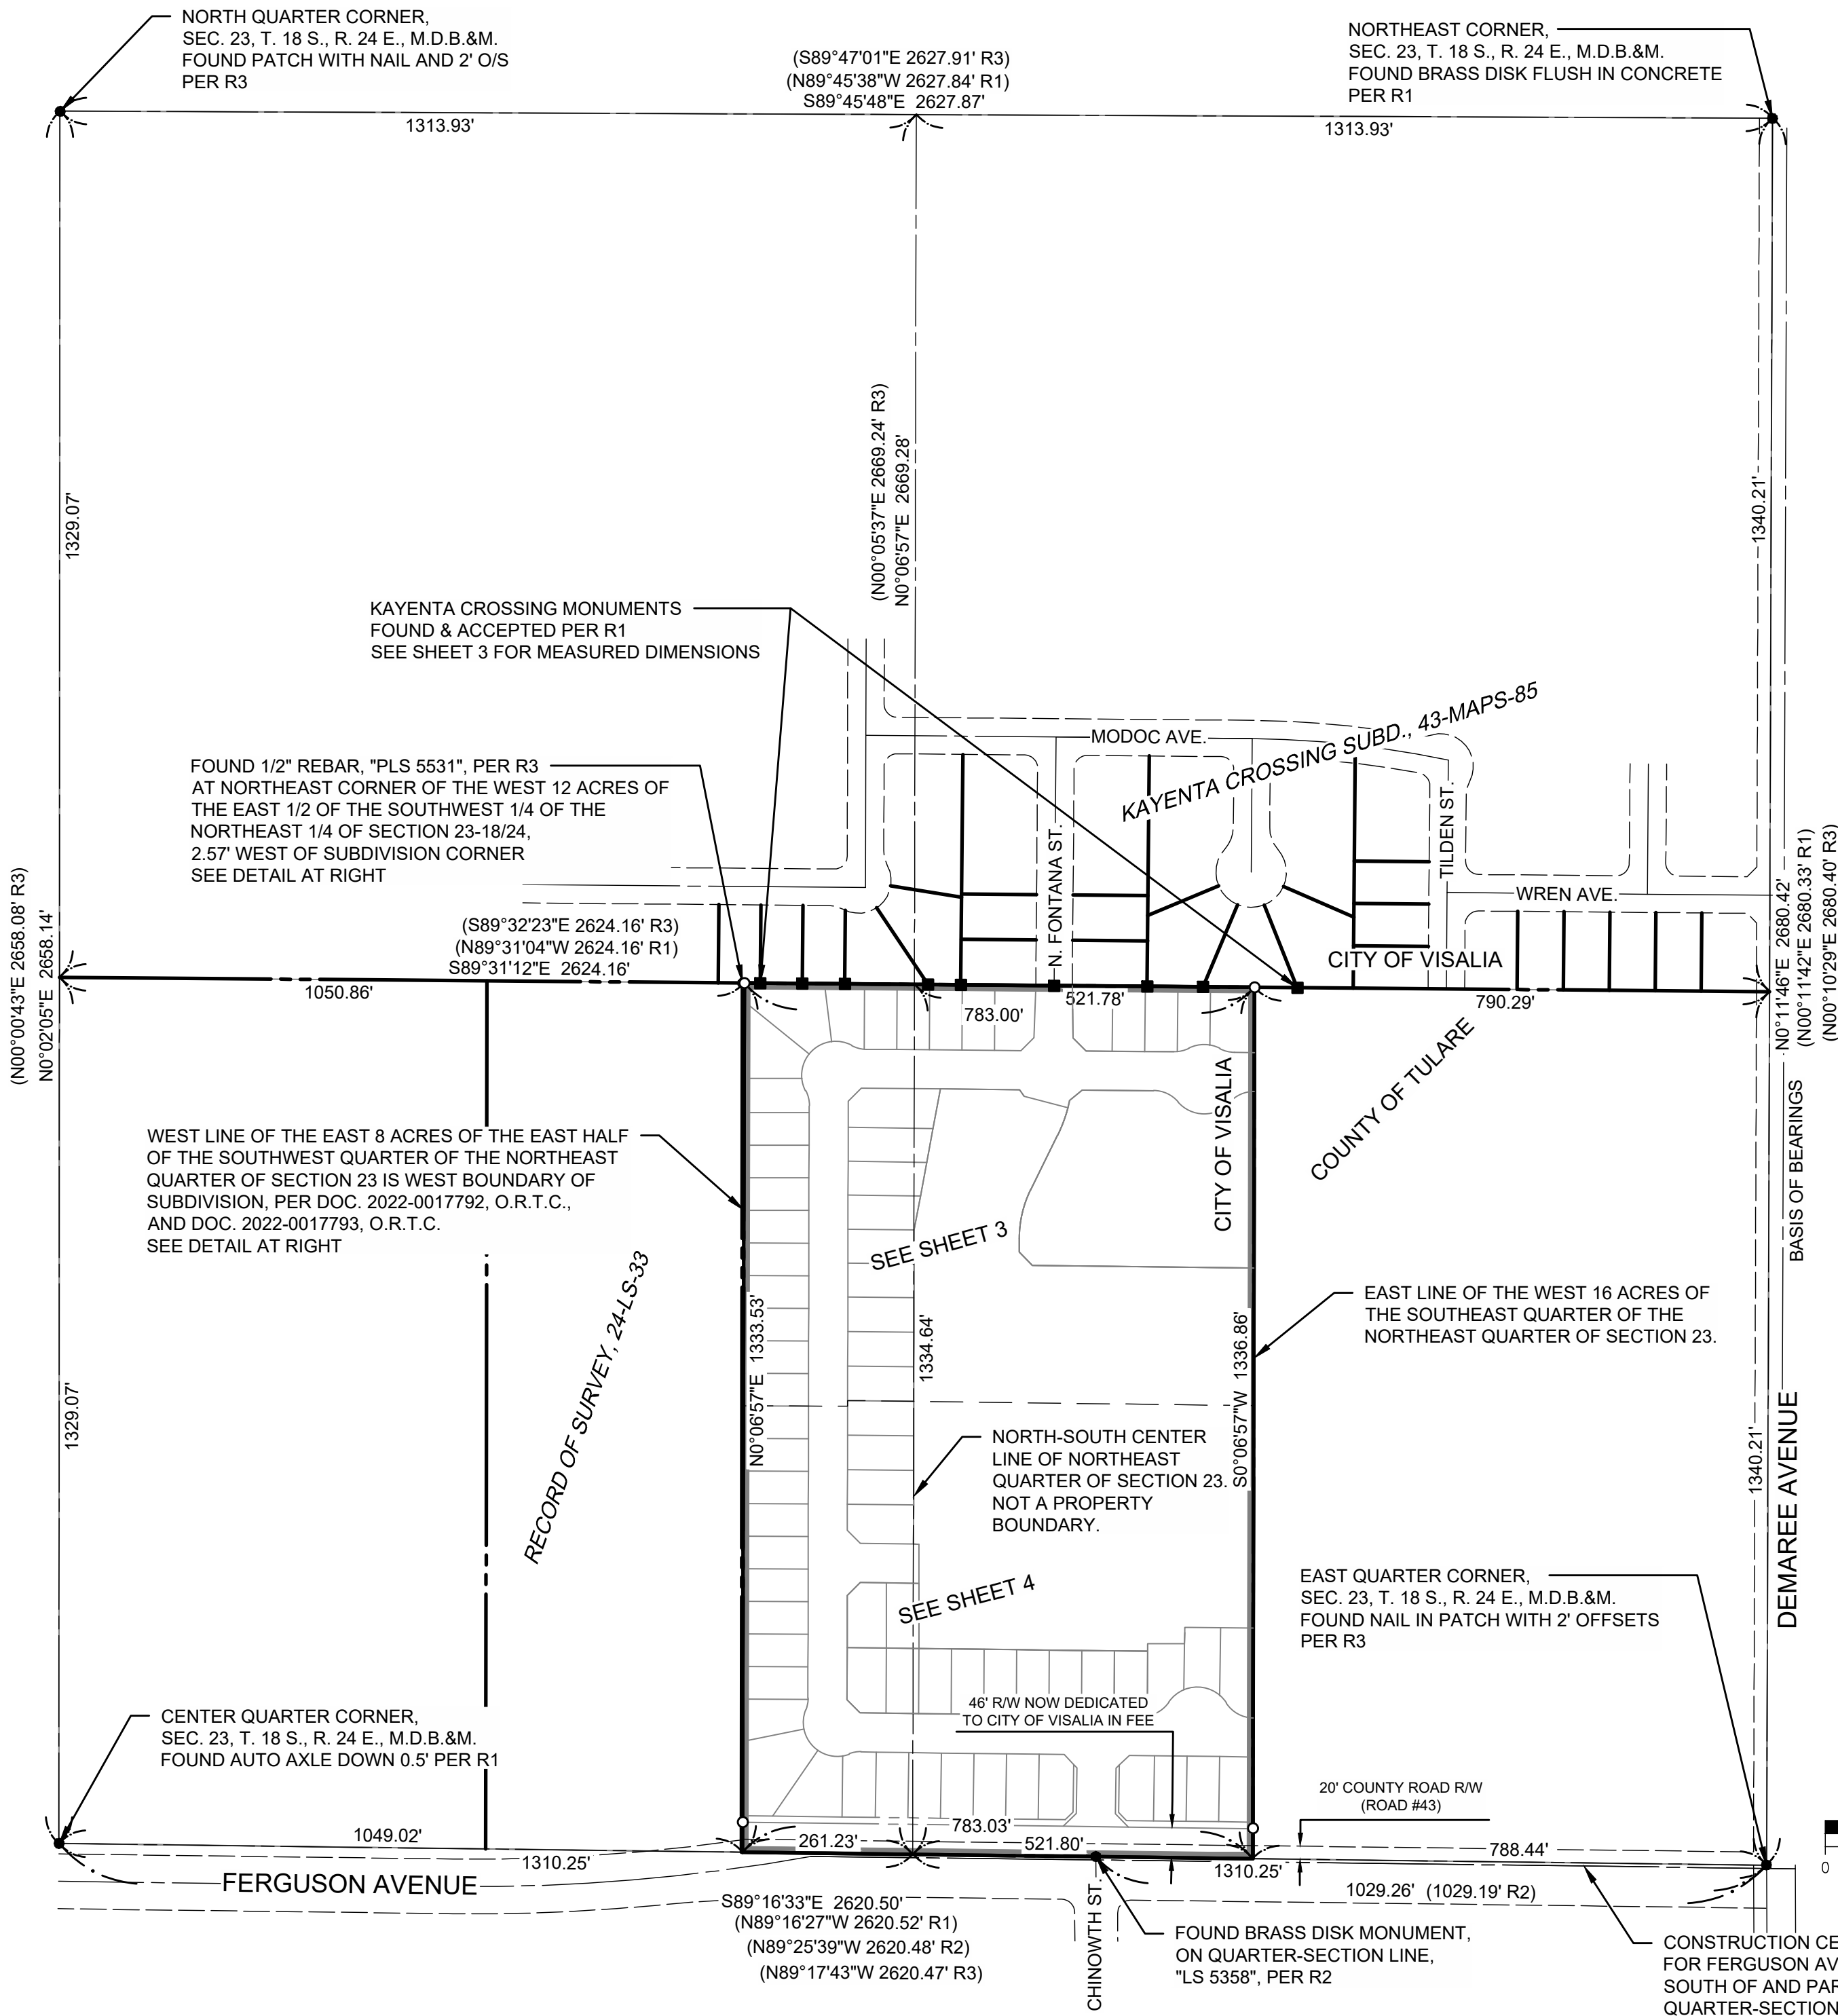 NORTH QUARTER CORNER,
SEC. 23, T. 18 S., R. 24 E., M.D.B.&M.
FOUND PATCH WITH NAIL AND 2' O/S
PER R3
(S89°47'01"E 2627.91' R3)
(N89°45'38"W 2627.84' R1)
S89°45'48"E 2627.87'
NORTHEAST CORNER,
SEC. 23, T. 18 S., R. 24 E., M.D.B.&M.
FOUND BRASS DISK FLUSH IN CONCRETE
PER R1
1313.93'
1313.93'
1329.07'
(N00°05'37"E 2669.24' R3)
N0°06'57"E 2669.28'
1340.21'
KAYENTA CROSSING MONUMENTS
FOUND & ACCEPTED PER R1
SEE SHEET 3 FOR MEASURED DIMENSIONS
KAYENTA CROSSING SUBD., 43-MAPS-85
MODOC AVE.
FOUND 1/2" REBAR, "PLS 5531", PER R3
AT NORTHEAST CORNER OF THE WEST 12 ACRES OF
THE EAST 1/2 OF THE SOUTHWEST 1/4 OF THE
NORTHEAST 1/4 OF SECTION 23-18/24,
2.57' WEST OF SUBDIVISION CORNER
SEE DETAIL AT RIGHT
N. FONTANA ST.
TILDEN ST.
WREN AVE.
(N00°00'43"E 2658.08' R3)
N0°02'05"E 2658.14'
(S89°32'23"E 2624.16' R3)
(N89°31'04"W 2624.16' R1)
S89°31'12"E 2624.16'
CITY OF VISALIA
N0°11'46"E 2680.42'
(N00°11'42"E 2680.33' R1)
(N00°10'29"E 2680.40' R3)
1050.86'
521.78'
783.00'
790.29'
COUNTY OF TULARE
CITY OF VISALIA
BASIS OF BEARINGS
WEST LINE OF THE EAST 8 ACRES OF THE EAST HALF
OF THE SOUTHWEST QUARTER OF THE NORTHEAST
QUARTER OF SECTION 23 IS WEST BOUNDARY OF
SUBDIVISION, PER DOC. 2022-0017792, O.R.T.C.,
AND DOC. 2022-0017793, O.R.T.C.
SEE DETAIL AT RIGHT
SEE SHEET 3
RECORD OF SURVEY, 24-LS-33
N0°06'57"E 1333.53'
1334.64'
S0°06'57"W 1336.86'
EAST LINE OF THE WEST 16 ACRES OF
THE SOUTHEAST QUARTER OF THE
NORTHEAST QUARTER OF SECTION 23.
1329.07'
1340.21'
DEMAREE AVENUE
NORTH-SOUTH CENTER
LINE OF NORTHEAST
QUARTER OF SECTION 23.
NOT A PROPERTY
BOUNDARY.
SEE SHEET 4
EAST QUARTER CORNER,
SEC. 23, T. 18 S., R. 24 E., M.D.B.&M.
FOUND NAIL IN PATCH WITH 2' OFFSETS
PER R3
CENTER QUARTER CORNER,
SEC. 23, T. 18 S., R. 24 E., M.D.B.&M.
FOUND AUTO AXLE DOWN 0.5' PER R1
46' R/W NOW DEDICATED
TO CITY OF VISALIA IN FEE
20' COUNTY ROAD R/W
(ROAD #43)
1049.02'
783.03'
261.23'
521.80'
788.44'
1310.25'
1310.25'
0
FERGUSON AVENUE
1029.26' (1029.19' R2)
S89°16'33"E 2620.50'
(N89°16'27"W 2620.52' R1)
(N89°25'39"W 2620.48' R2)
(N89°17'43"W 2620.47' R3)
CHINOWTH ST.
FOUND BRASS DISK MONUMENT,
ON QUARTER-SECTION LINE,
"LS 5358", PER R2
CONSTRUCTION CE
FOR FERGUSON AV
SOUTH OF AND PAR
QUARTER-SECTION